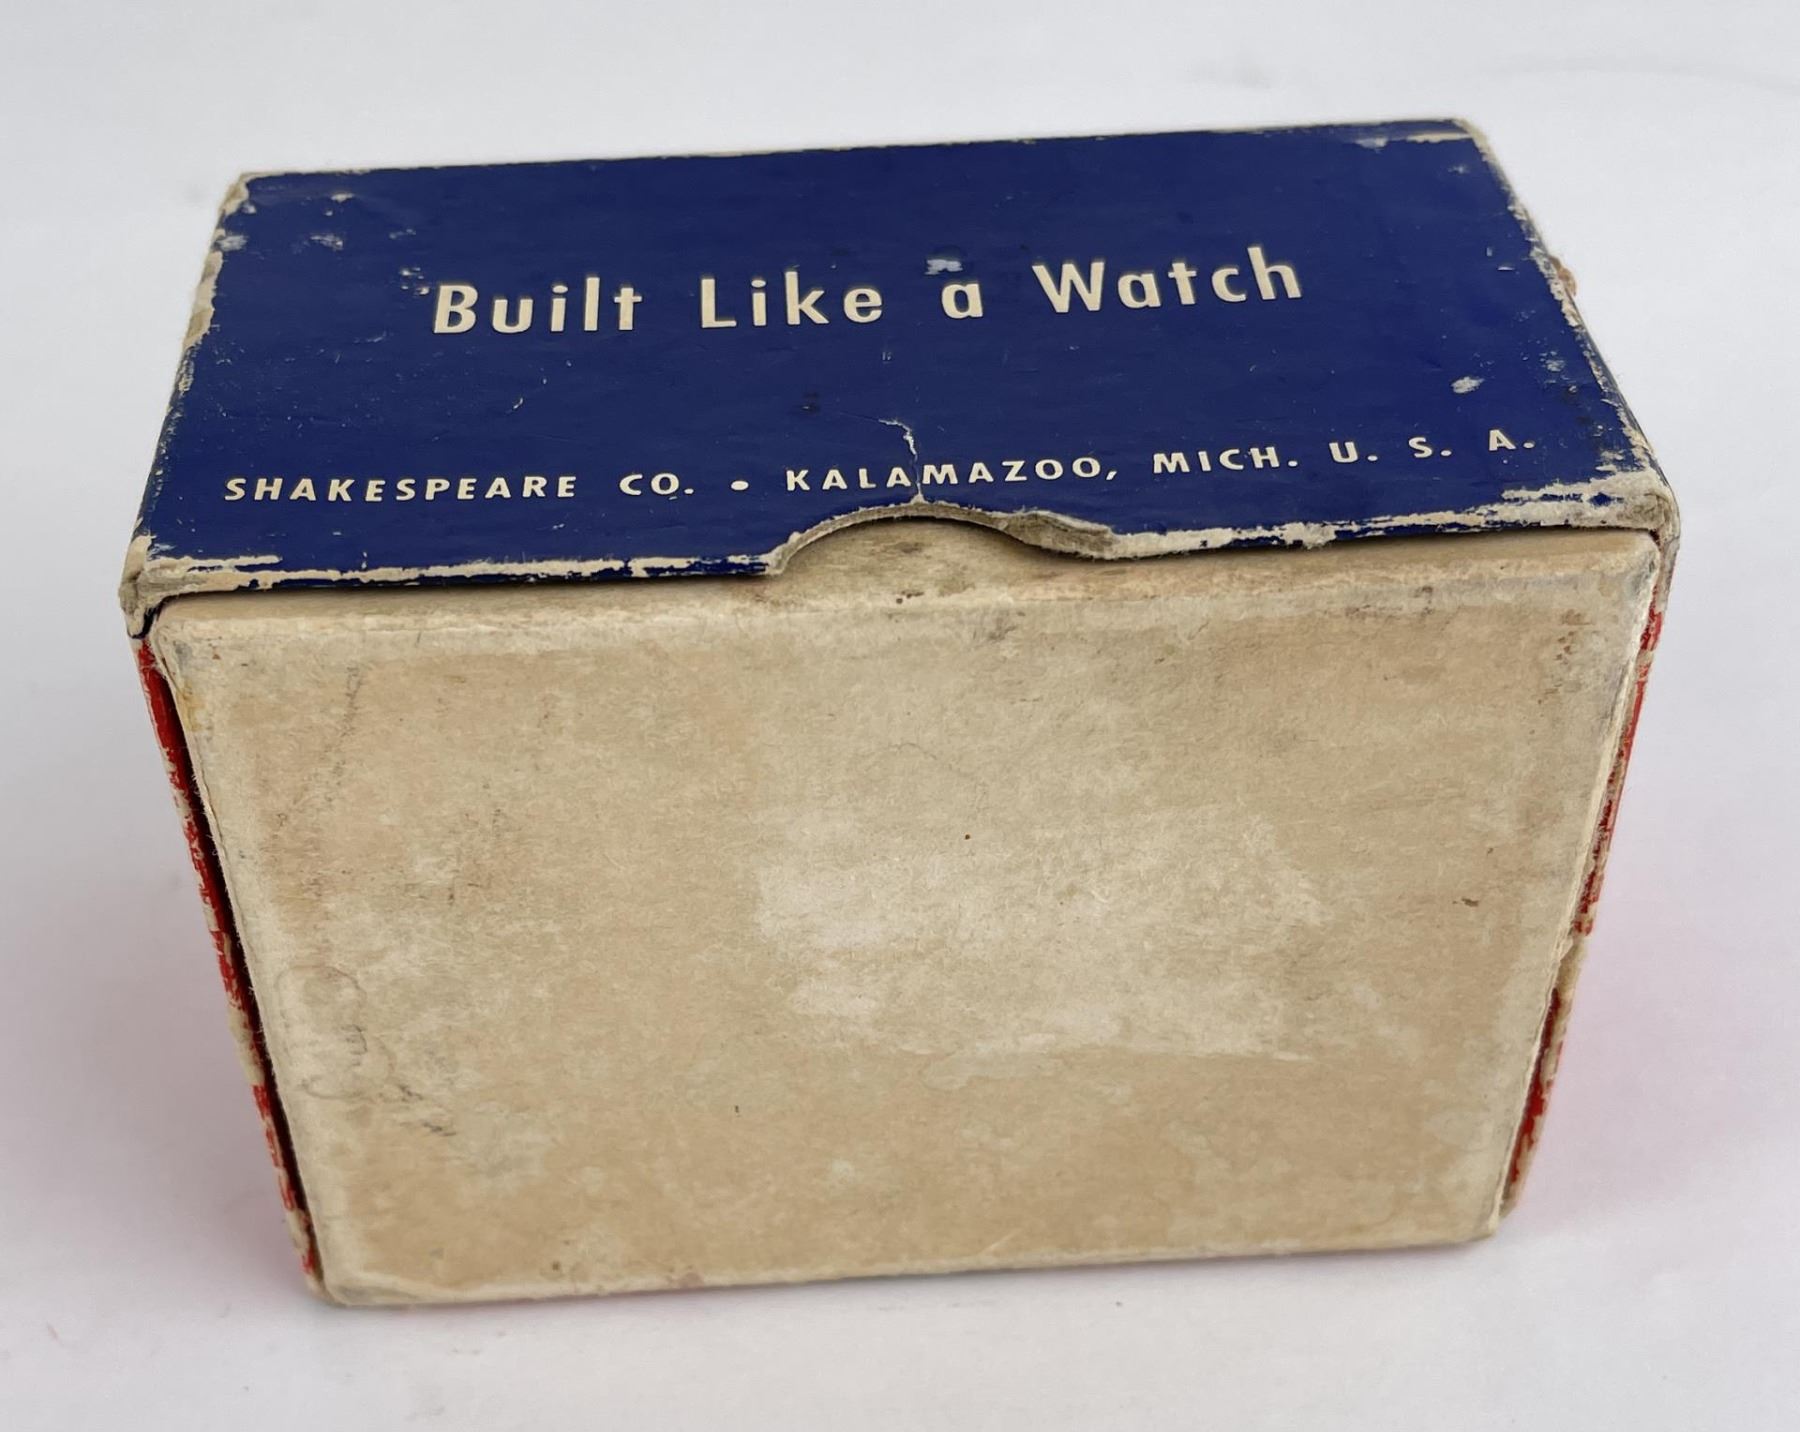 Built Like a Watch
SHAKESPEARE CO. • KALAMAZOO, MICH. U. S. A.